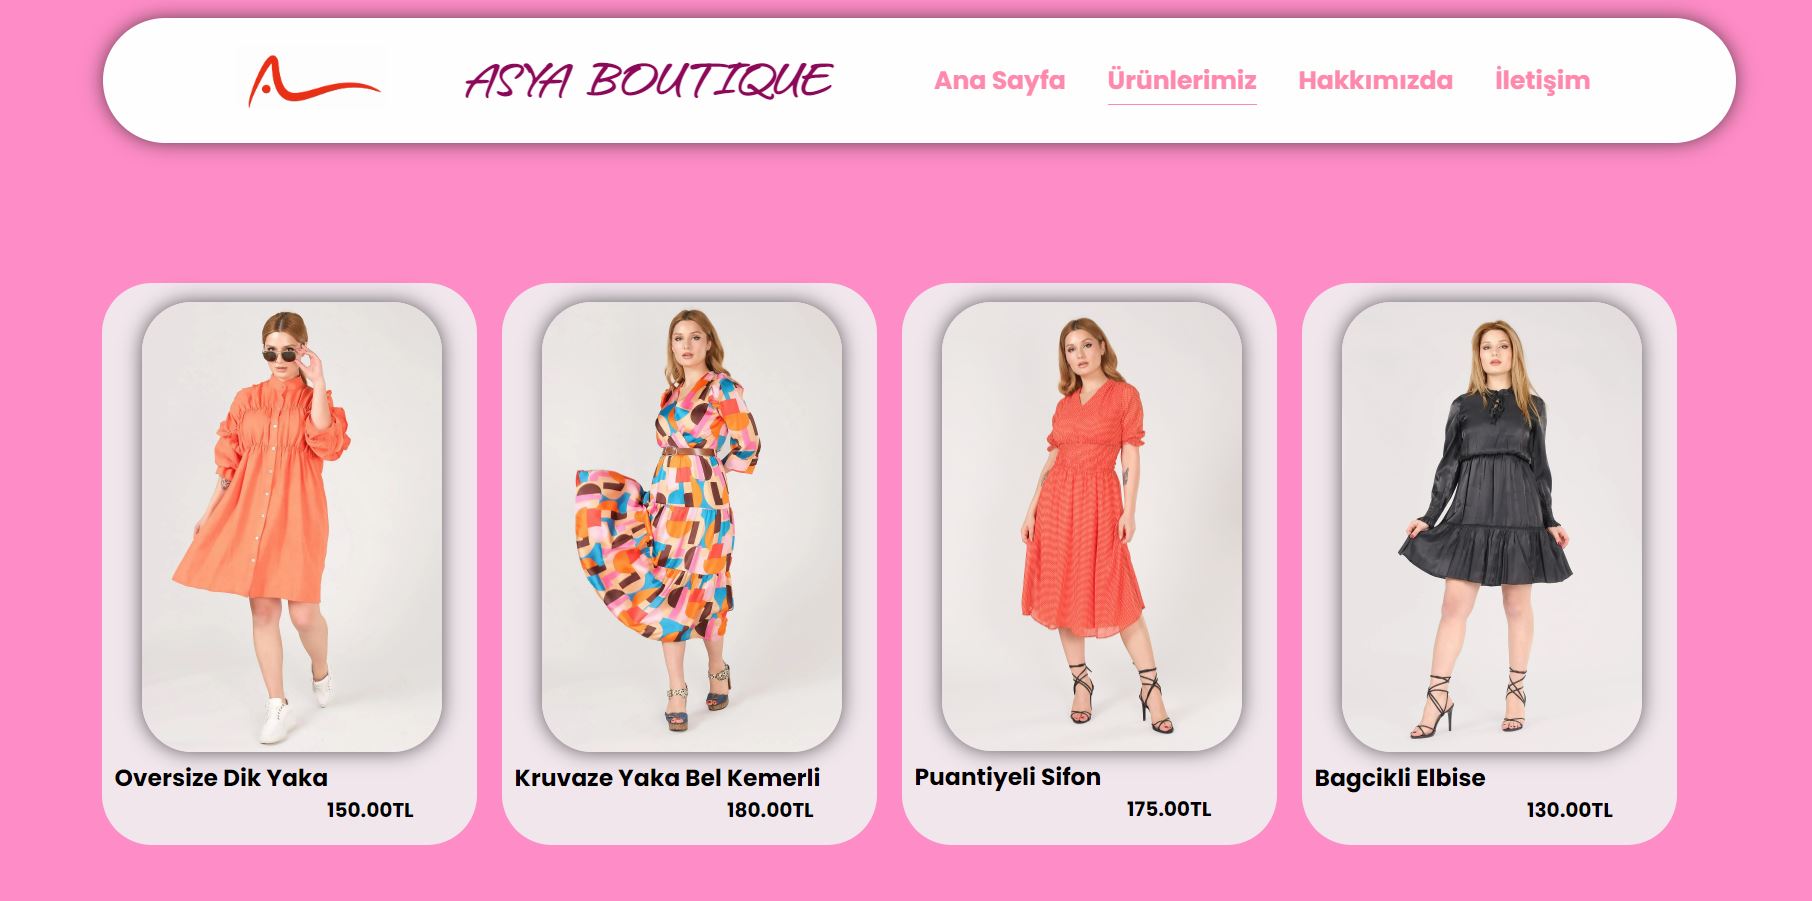 ASYA BOUTIQUE
Ana Sayfa Ürünlerimiz Hakkımızda İletişim
Oversize Dik Yaka
150.00TL
Kruvaze Yaka Bel Kemerli
180.00TL
Puantiyeli Sifon
175.00TL
Bagcikli Elbise
130.00TL